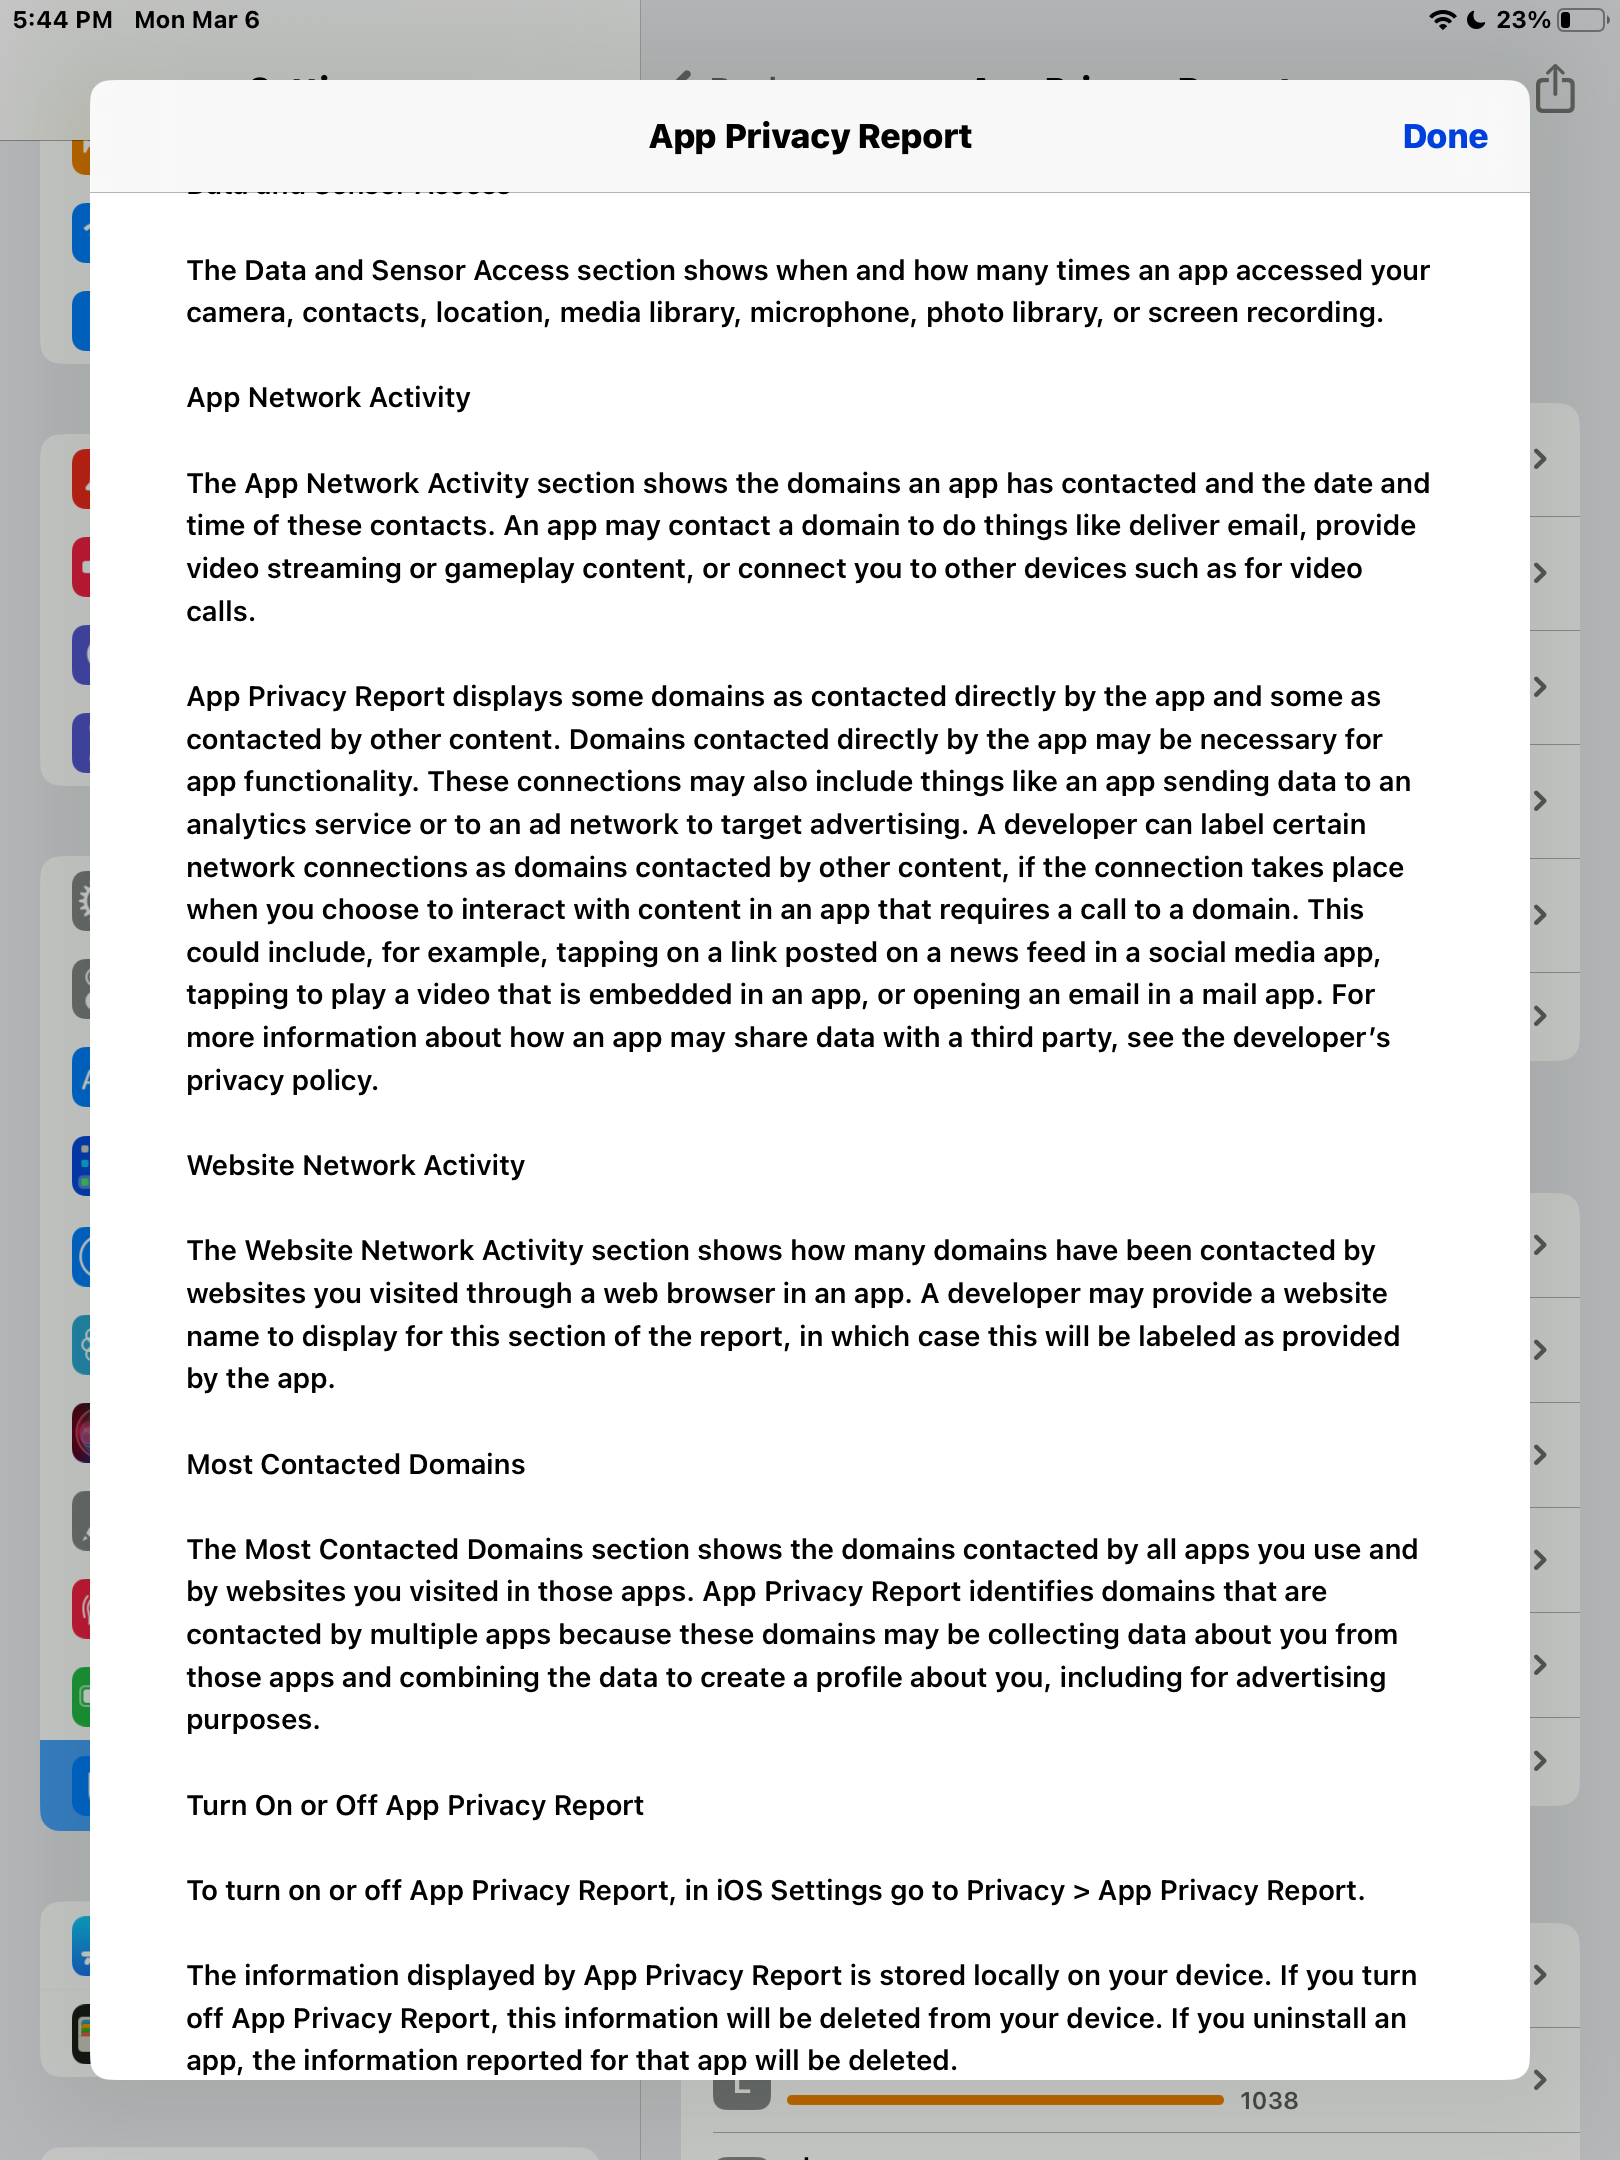 5:44 PM Mon Mar 6
23%
App Privacy Report
Done
Data and Sensor Access
The Data and Sensor Access section shows when and how many times an app accessed your
camera, contacts, location, media library, microphone, photo library, or screen recording.
App Network Activity
The App Network Activity section shows the domains an app has contacted and the date and
time of these contacts. An app may contact a domain to do things like deliver email, provide
video streaming or gameplay content, or connect you to other devices such as for video
calls.
App Privacy Report displays some domains as contacted directly by the app and some as
contacted by other content. Domains contacted directly by the app may be necessary for
app functionality. These connections may also include things like an app sending data to an
analytics service or to an ad network to target advertising. A developer can label certain
network connections as domains contacted by other content, if the connection takes place
when you choose to interact with content in an app that requires a call to a domain. This
could include, for example, tapping on a link posted on a news feed in a social media app,
tapping to play a video that is embedded in an app, or opening an email in a mail app. For
more information about how an app may share data with a third party, see the developer’s
privacy policy.
Website Network Activity
The Website Network Activity section shows how many domains have been contacted by
websites you visited through a web browser in an app. A developer may provide a website
name to display for this section of the report, in which case this will be labeled as provided
by the app.
Most Contacted Domains
The Most Contacted Domains section shows the domains contacted by all apps you use and
by websites you visited in those apps. App Privacy Report identifies domains that are
contacted by multiple apps because these domains may be collecting data about you from
those apps and combining the data to create a profile about you, including for advertising
purposes.
Turn On or Off App Privacy Report
To turn on or off App Privacy Report, in iOS Settings go to Privacy > App Privacy Report.
The information displayed by App Privacy Report is stored locally on your device. If you turn
off App Privacy Report, this information will be deleted from your device. If you uninstall an
app, the information reported for that app will be deleted.
1038